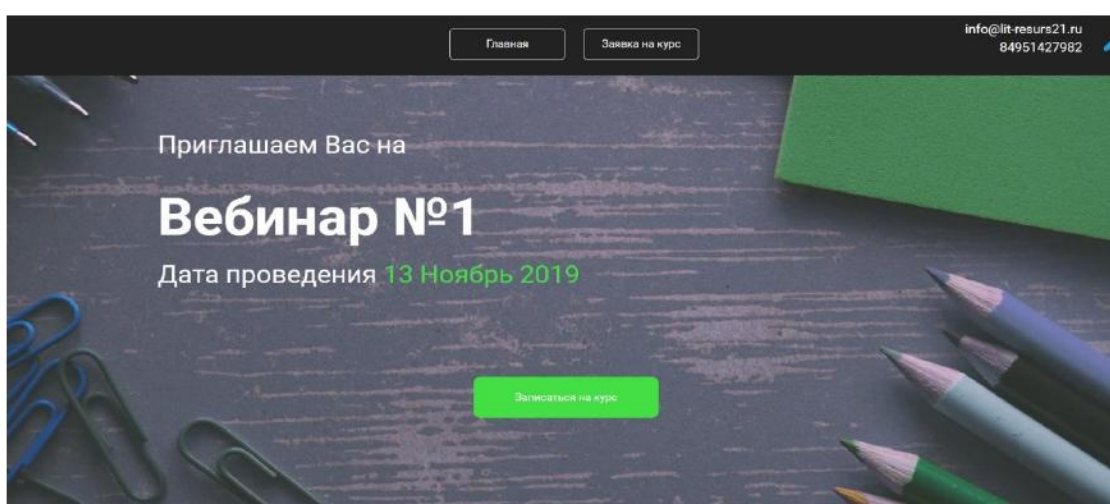 Главная
Заявка на курс
info@lit-resurs21.ru
84951427982
Приглашаем Вас на
Вебинар №1
Дата проведения 13 Ноябрь 2019
Записаться на курс